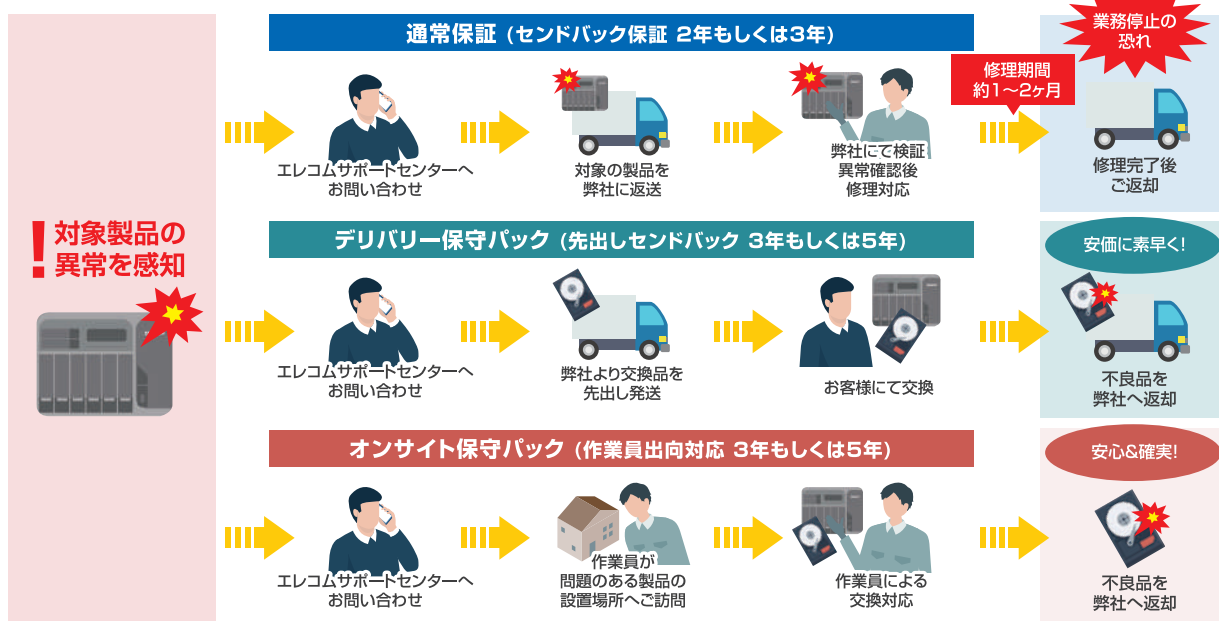 !
対象製品の
異常を感知
通常保証 (センドバック保証 2年もしくは3年)
エレコムサポートセンターへ
お問い合わせ
対象の製品を
弊社に返送
弊社にて検証
異常確認後
修理対応
修理期間
約1〜2ヶ月
業務停止の
恐れ
修理完了後
ご返却
デリバリー保守パック (先出しセンドバック 3年もしくは5年)
エレコムサポートセンターへ
お問い合わせ
弊社より交換品を
先出し発送
お客様にて交換
安価に素早く!
不良品を
弊社へ返却
オンサイト保守パック (作業員出向対応 3年もしくは5年)
エレコムサポートセンターへ
お問い合わせ
作業員が
問題のある製品の
設置場所へご訪問
作業員による
交換対応
安心&確実!
不良品を
弊社へ返却